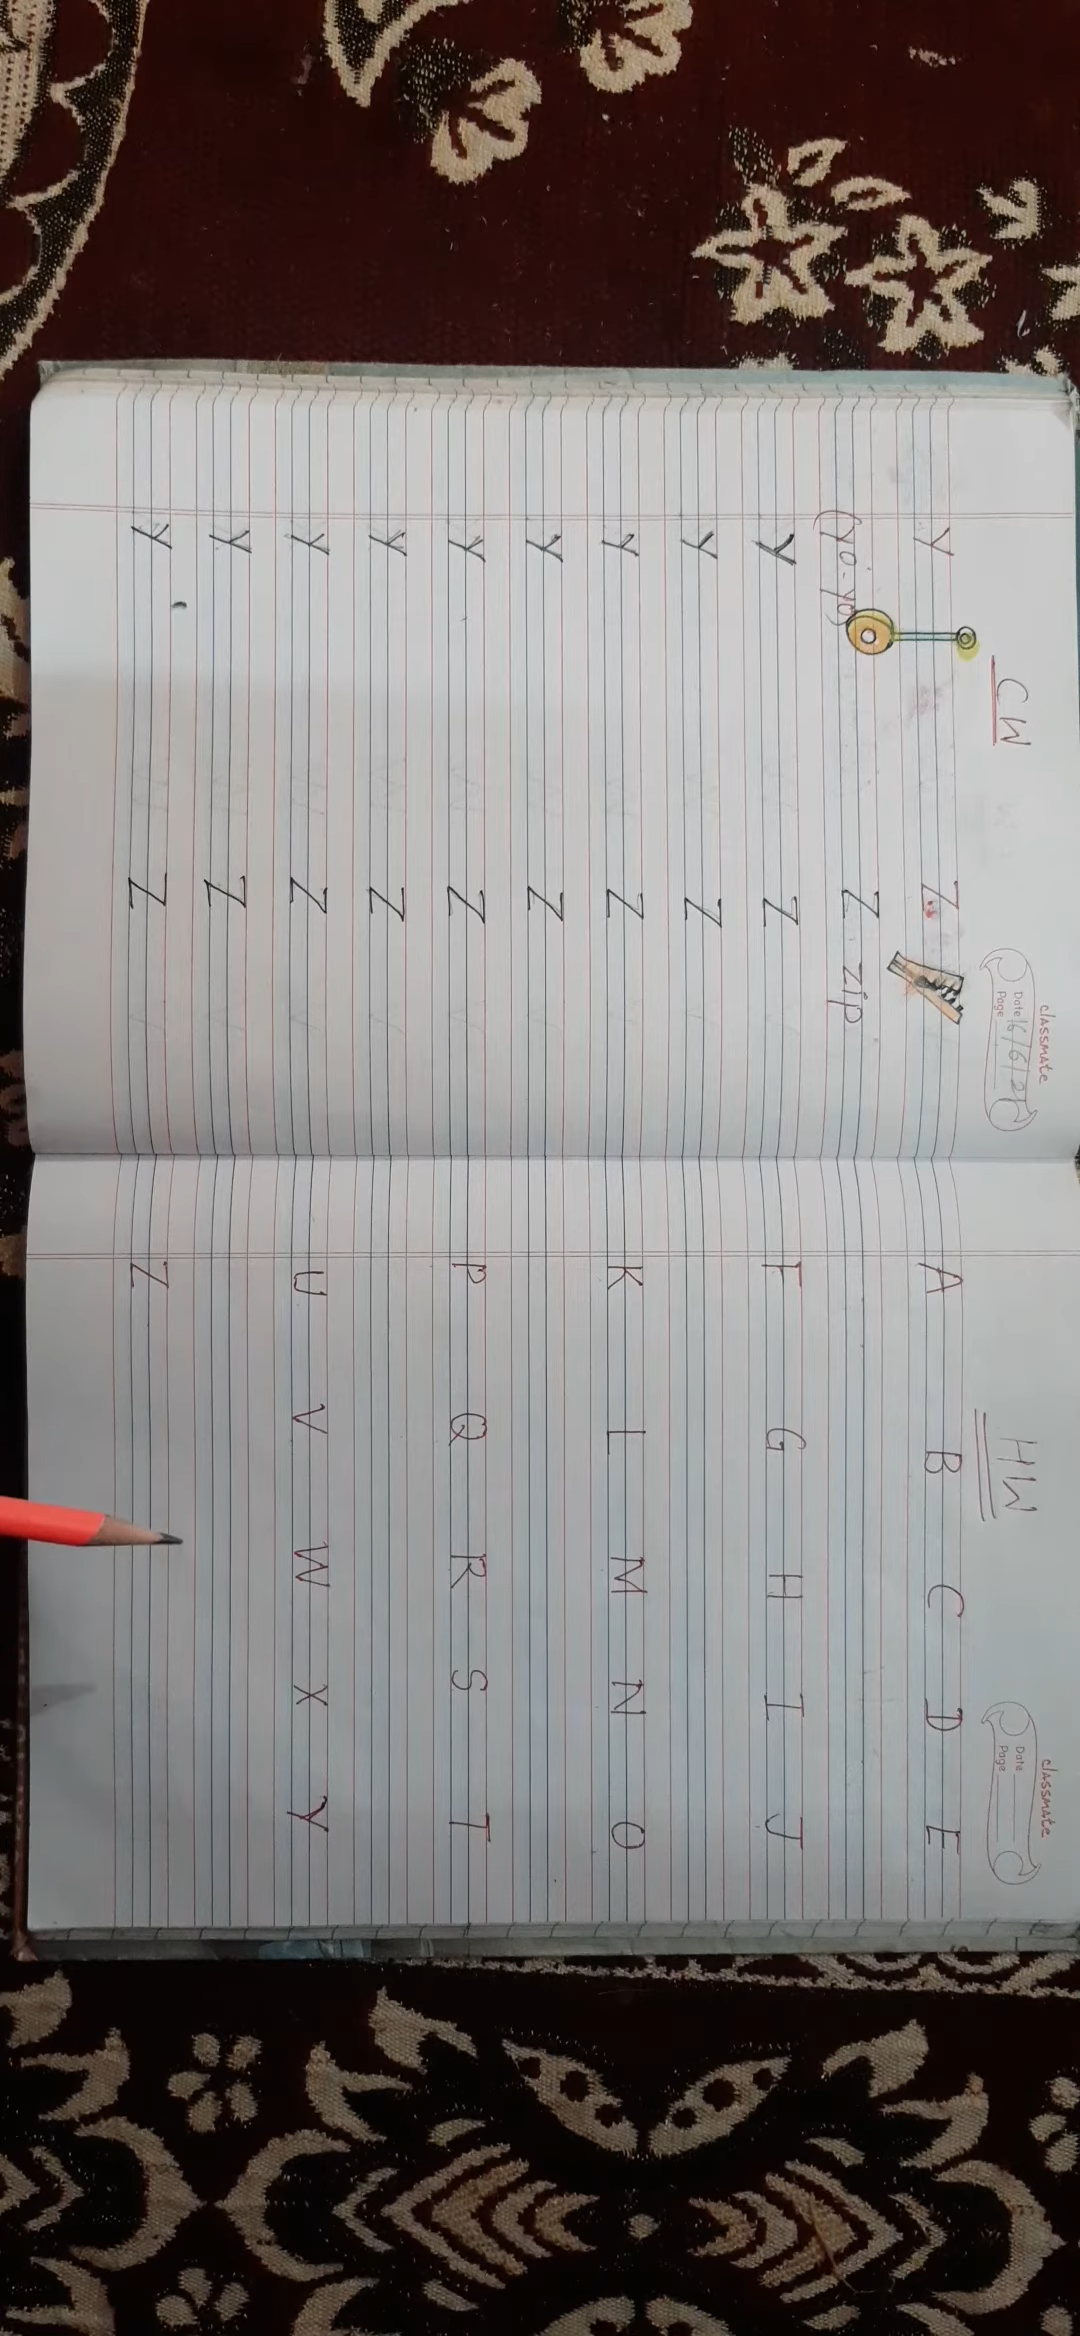 classmate
Date 16/6/21
Page
CW
Y Z
(yo-yo) Z zip
Y Z
Y Z
Y Z
Y Z
Y Z
Y Z
Y Z
Y Z
Y Z
classmate
Date
Page
HW
A B C D E
F G H I J
K L M N O
P Q R S T
U V W X Y
Z